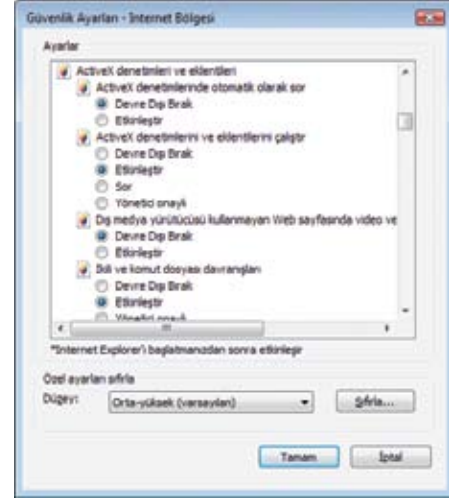 Güvenlik Ayarları - Internet Bölgesi
Ayarlar
ActiveX denetimleri ve eklentileri
ActiveX denetimlerinde otomatik olarak sor
Devre Dışı Bırak
Etkinleştir
ActiveX denetimlerini ve eklentilerini çalıştır
Devre Dışı Bırak
Etkinleştir
Sor
Yönetici onaylı
Dış medya yürütücüsü kullanmayan Web sayfasında video ve
Devre Dışı Bırak
Etkinleştir
İkili ve komut dosyası davranışları
Devre Dışı Bırak
Etkinleştir
Yönetici onaylı
*Internet Explorer'ı başlatmanızdan sonra etkinleşir
Özel ayarları sıfırla
Düzey:
Orta-yüksek (varsayılan)
Sıfırla...
Tamam
İptal